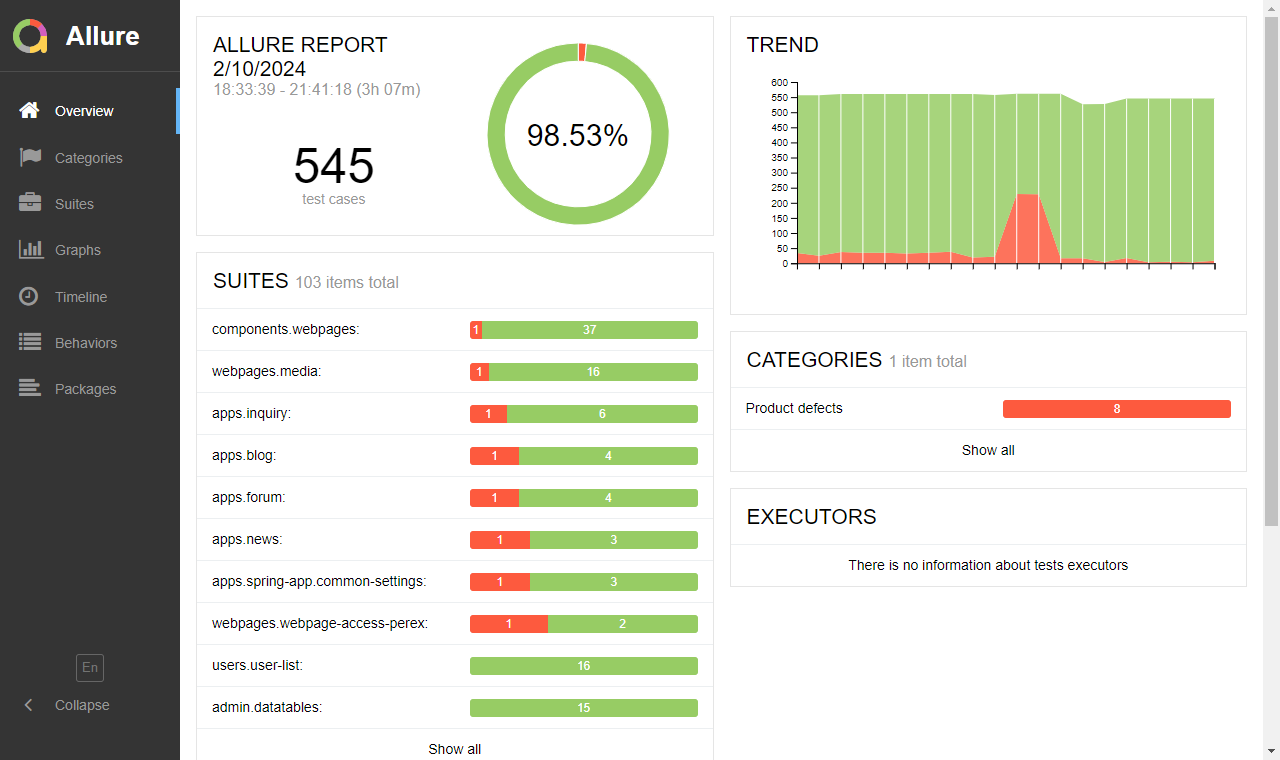 Allure
Overview
Categories
Suites
Graphs
Timeline
Behaviors
Packages
En
Collapse
ALLURE REPORT
2/10/2024
18:33:39 - 21:41:18 (3h 07m)
545
test cases
98.53%
SUITES 103 items total
components.webpages: 1 37
webpages.media: 1 16
apps.inquiry: 1 6
apps.blog: 1 4
apps.forum: 1 4
apps.news: 1 3
apps.spring-app.common-settings: 1 3
webpages.webpage-access-perex: 1 2
users.user-list: 16
admin.datatables: 15
Show all
TREND
600
550
500
450
400
350
300
250
200
150
100
50
0
CATEGORIES 1 item total
Product defects 8
Show all
EXECUTORS
There is no information about tests executors